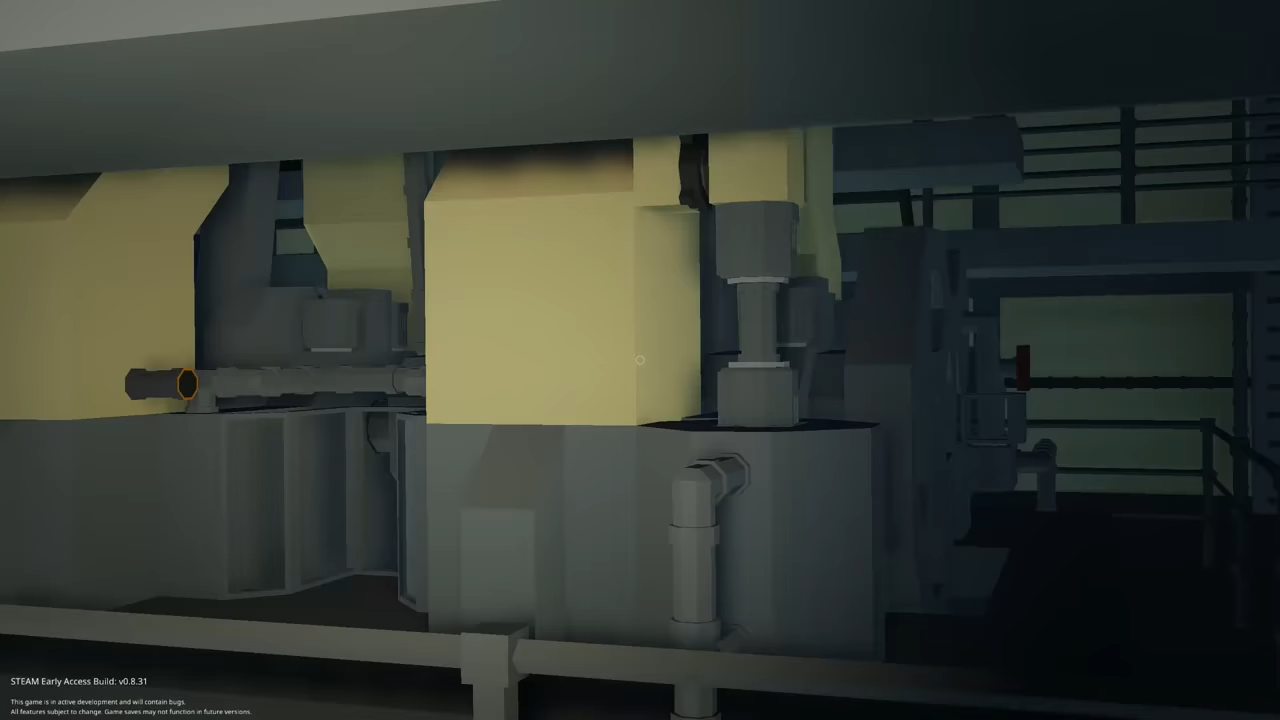 STEAM Early Access Build: v0.8.31
This game is in active development and will contain bugs.
All features subject to change. Game saves may not function in future versions.